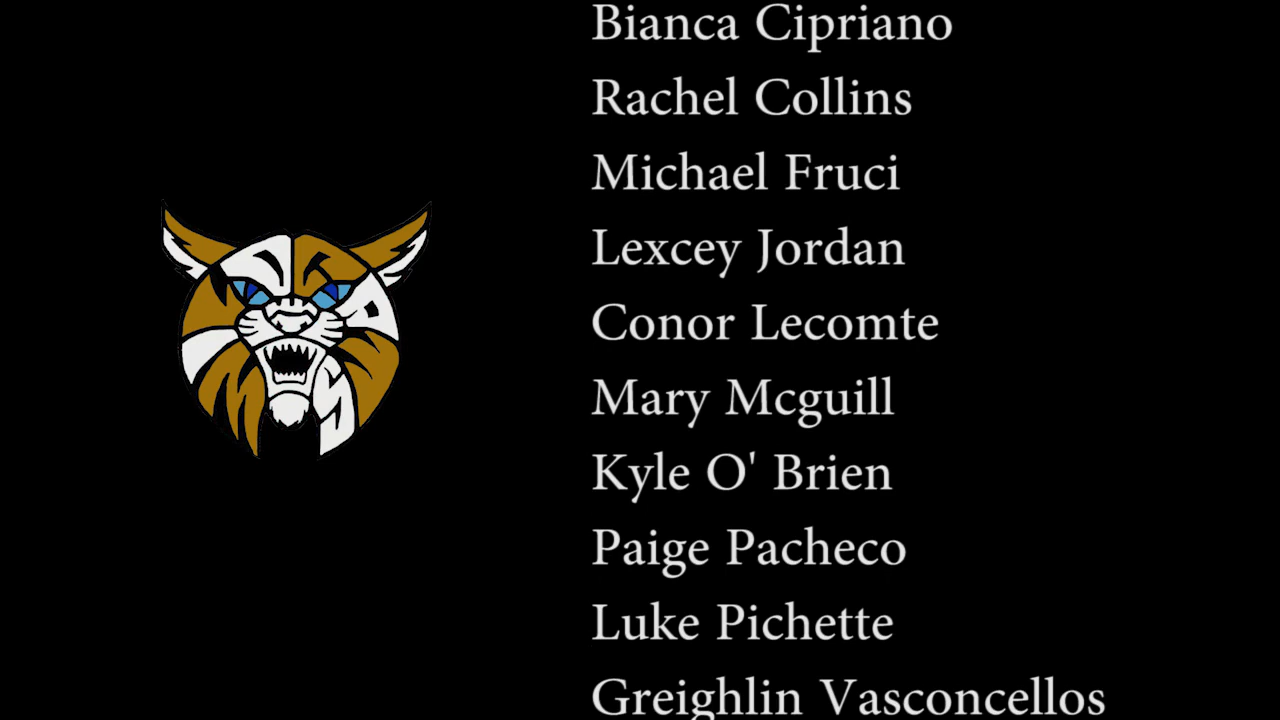 Bianca Cipriano
Rachel Collins
Michael Fruci
Lexcey Jordan
Conor Lecomte
Mary Mcguill
Kyle O' Brien
Paige Pacheco
Luke Pichette
Greighlin Vasconcellos